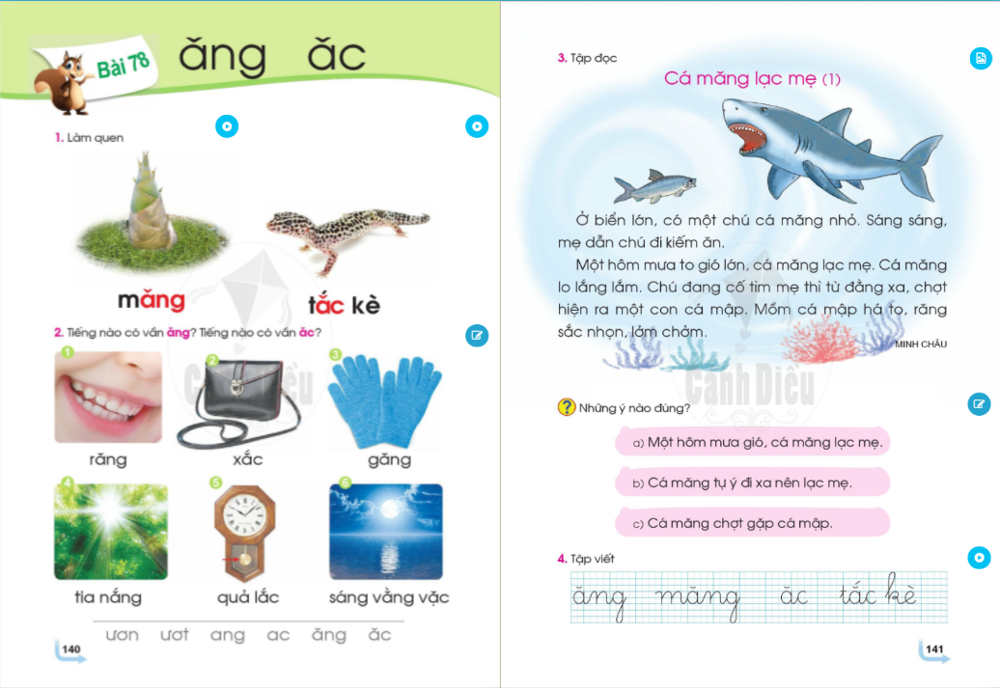 Bài 78
ăng ăc
1. Làm quen
măng
tắc kè
2. Tiếng nào có vần ăng? Tiếng nào có vần ăc?
1
2
3
răng
xắc
găng
4
5
6
tia nắng
quả lắc
sáng vằng vặc
ươn ươt ang ac ăng ăc
140
3. Tập đọc
Cá măng lạc mẹ (1)
Ở biển lớn, có một chú cá măng nhỏ. Sáng sáng,
mẹ dẫn chú đi kiếm ăn.
Một hôm mưa to gió lớn, cá măng lạc mẹ. Cá măng
lo lắng lắm. Chú đang cố tìm mẹ thì từ đằng xa, chợt
hiện ra một con cá mập. Mồm cá mập há to, răng
sắc nhọn, lởm chởm.
MINH CHÂU
Cánh Diều
Cánh Diều
? Những ý nào đúng?
a) Một hôm mưa gió, cá măng lạc mẹ.
b) Cá măng tự ý đi xa nên lạc mẹ.
c) Cá măng chợt gặp cá mập.
4. Tập viết
ăng măng ăc tắc kè
141